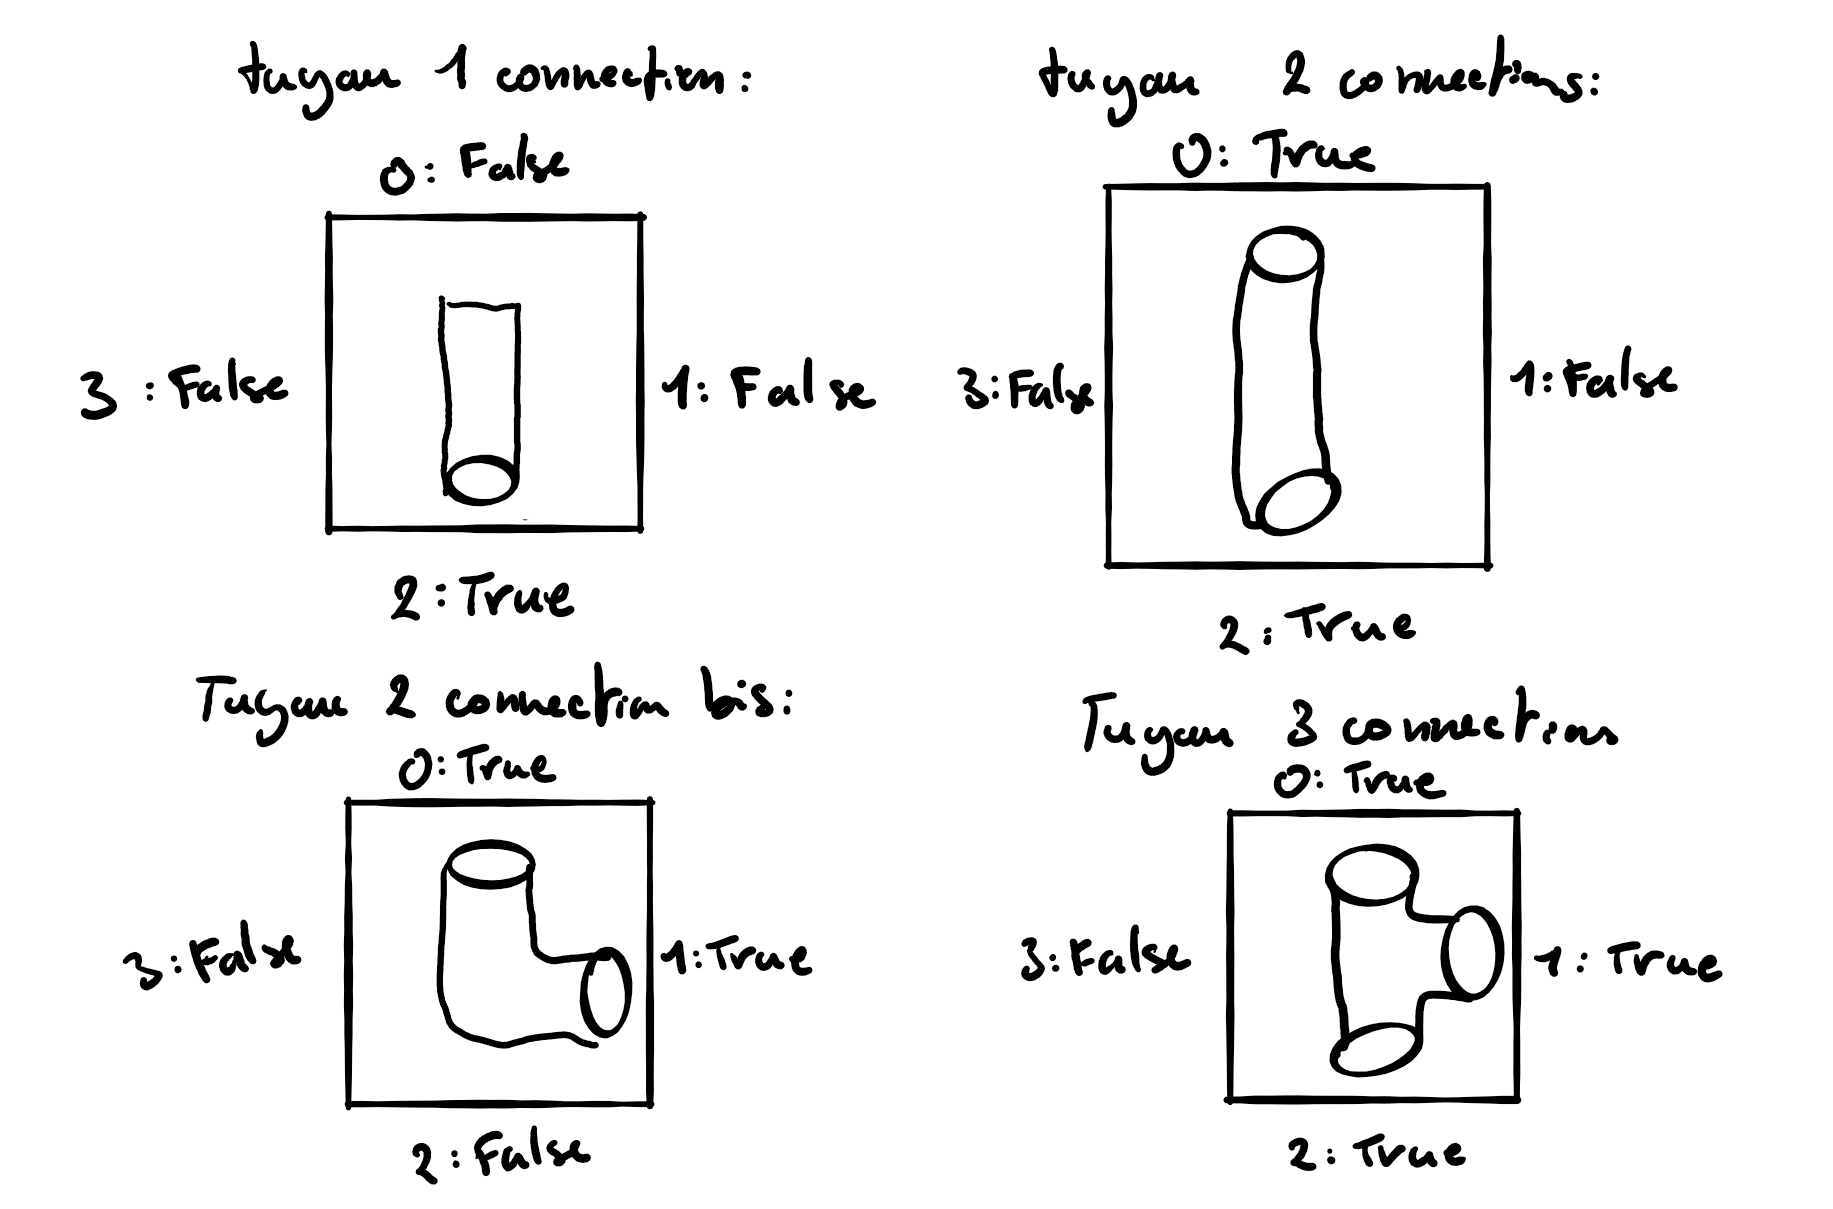 tuyau 1 connection:
0: False
3: False
1: False
2: True
tuyau 2 connections:
0: True
3: False
1: False
2: True
Tuyau 2 connection bis:
0: True
3: False
1: True
2: False
Tuyau 3 connections
0: True
3: False
1: True
2: True